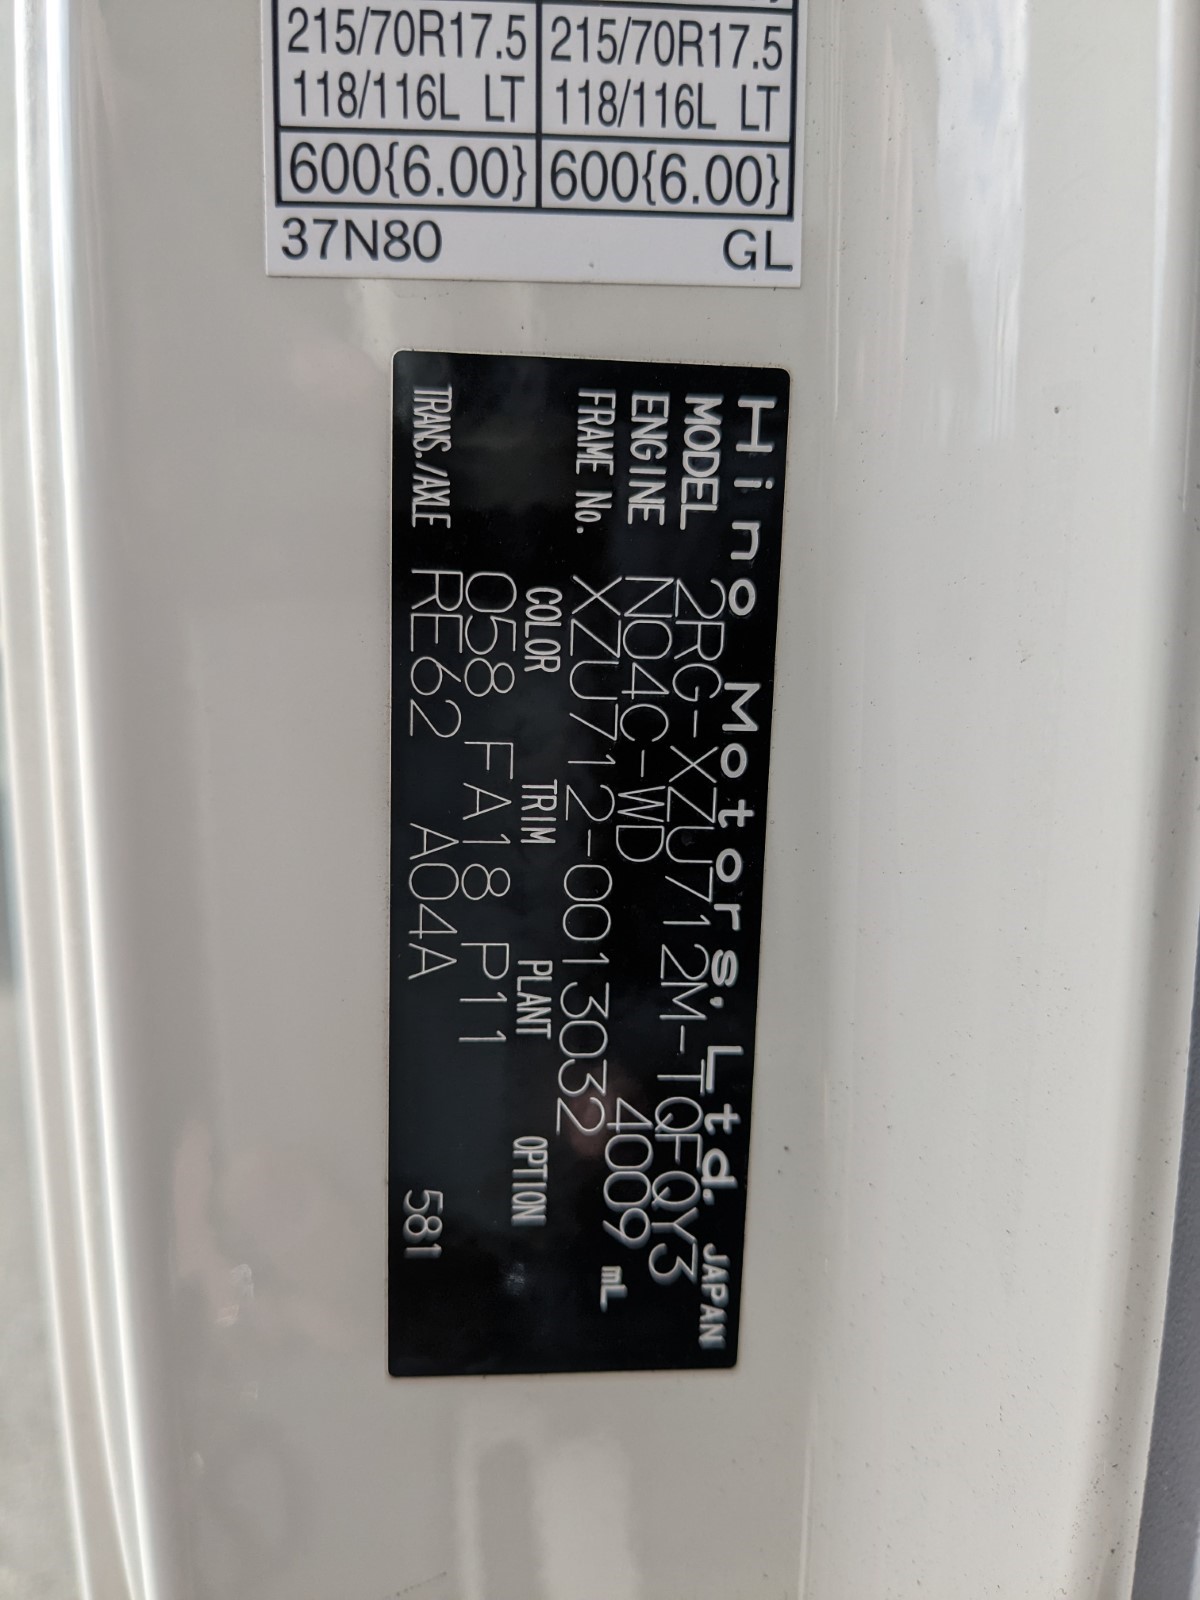 215/70R17.5 215/70R17.5
118/116L LT 118/116L LT
600{6.00} 600{6.00}
37N80 GL
Hino Motors, Ltd. JAPAN
MODEL 2RG-XZU712M-TQFQY3
ENGINE N04C-WD 4009 mL
FRAME No. XZU712-0013032
COLOR TRIM PLANT OPTION
058 FA18 P11
TRANS./AXLE RE62 A04A 581